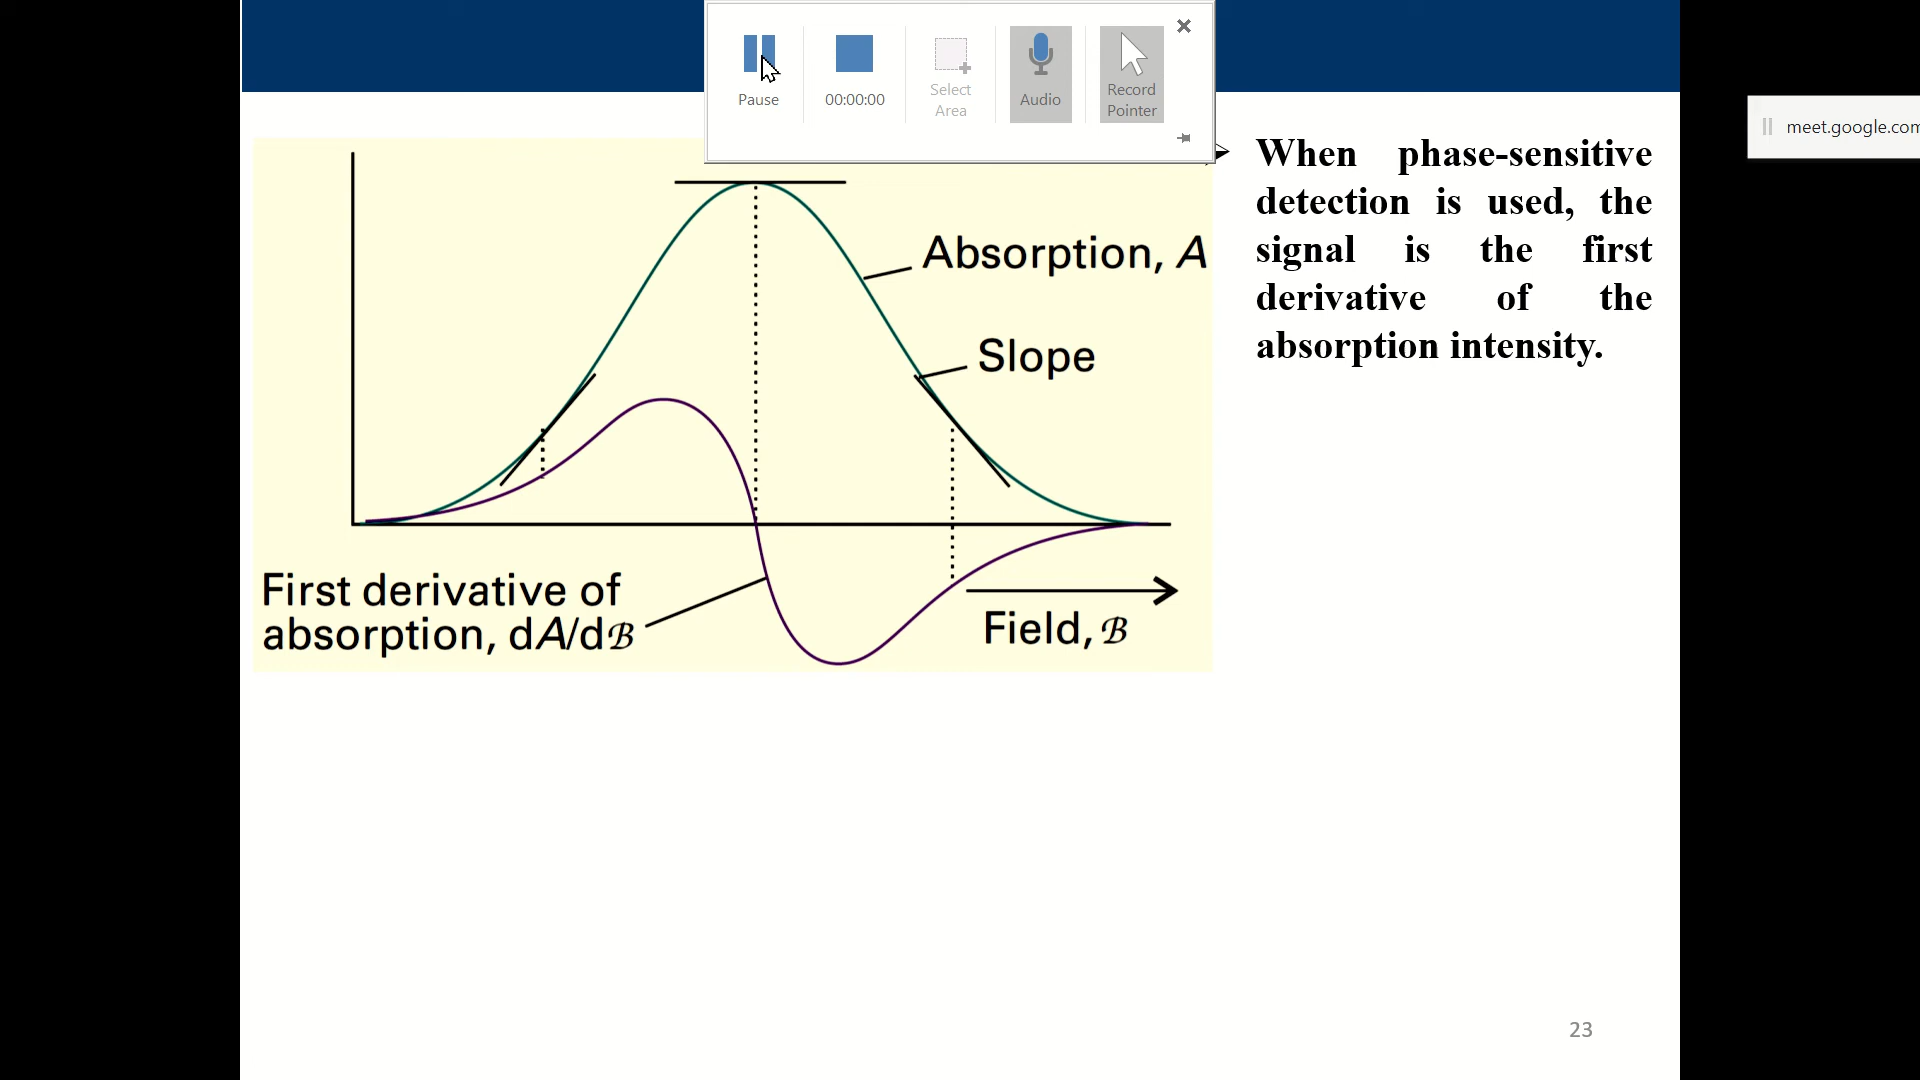 Pause
00:00:00
Select
Area
Audio
Record
Pointer
meet.google.com
When phase-sensitive
detection is used, the
signal is the first
derivative of the
absorption intensity.
Absorption, A
Slope
First derivative of
absorption, dA/dℬ
Field, ℬ
23